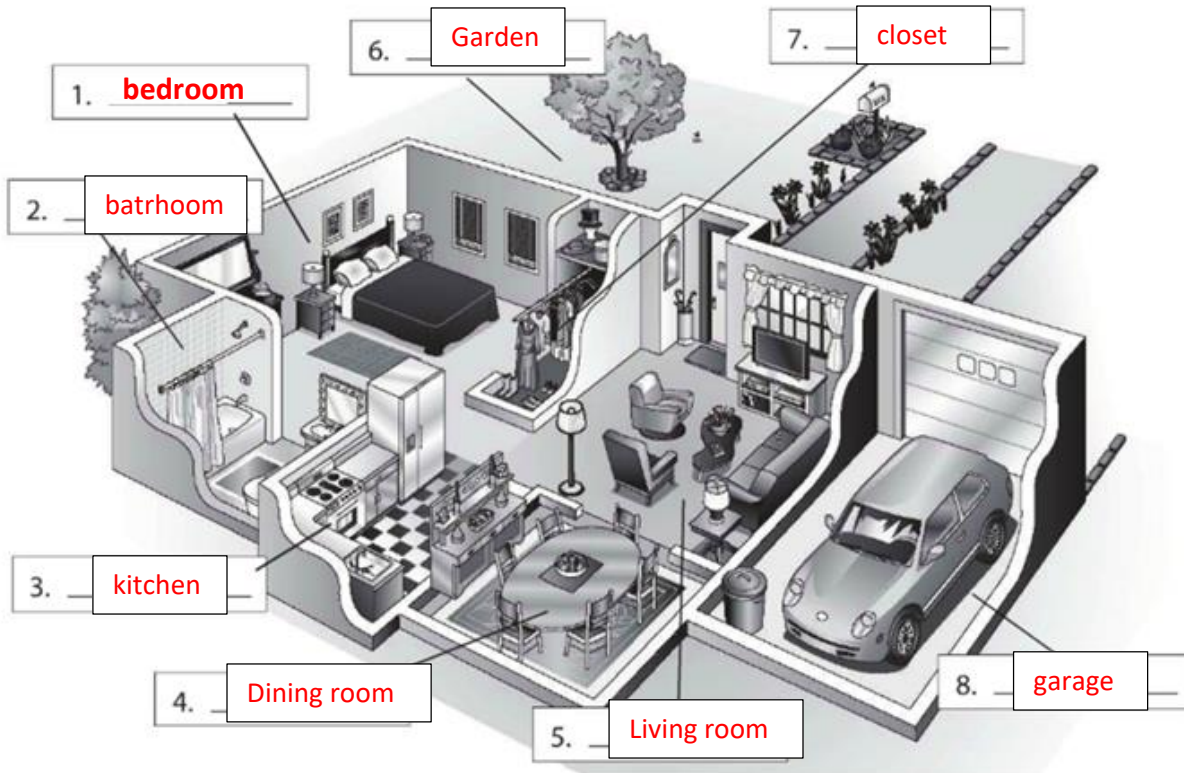 1. bedroom
2. batrhoom
3. kitchen
4. Dining room
5. Living room
6. Garden
7. closet
8. garage